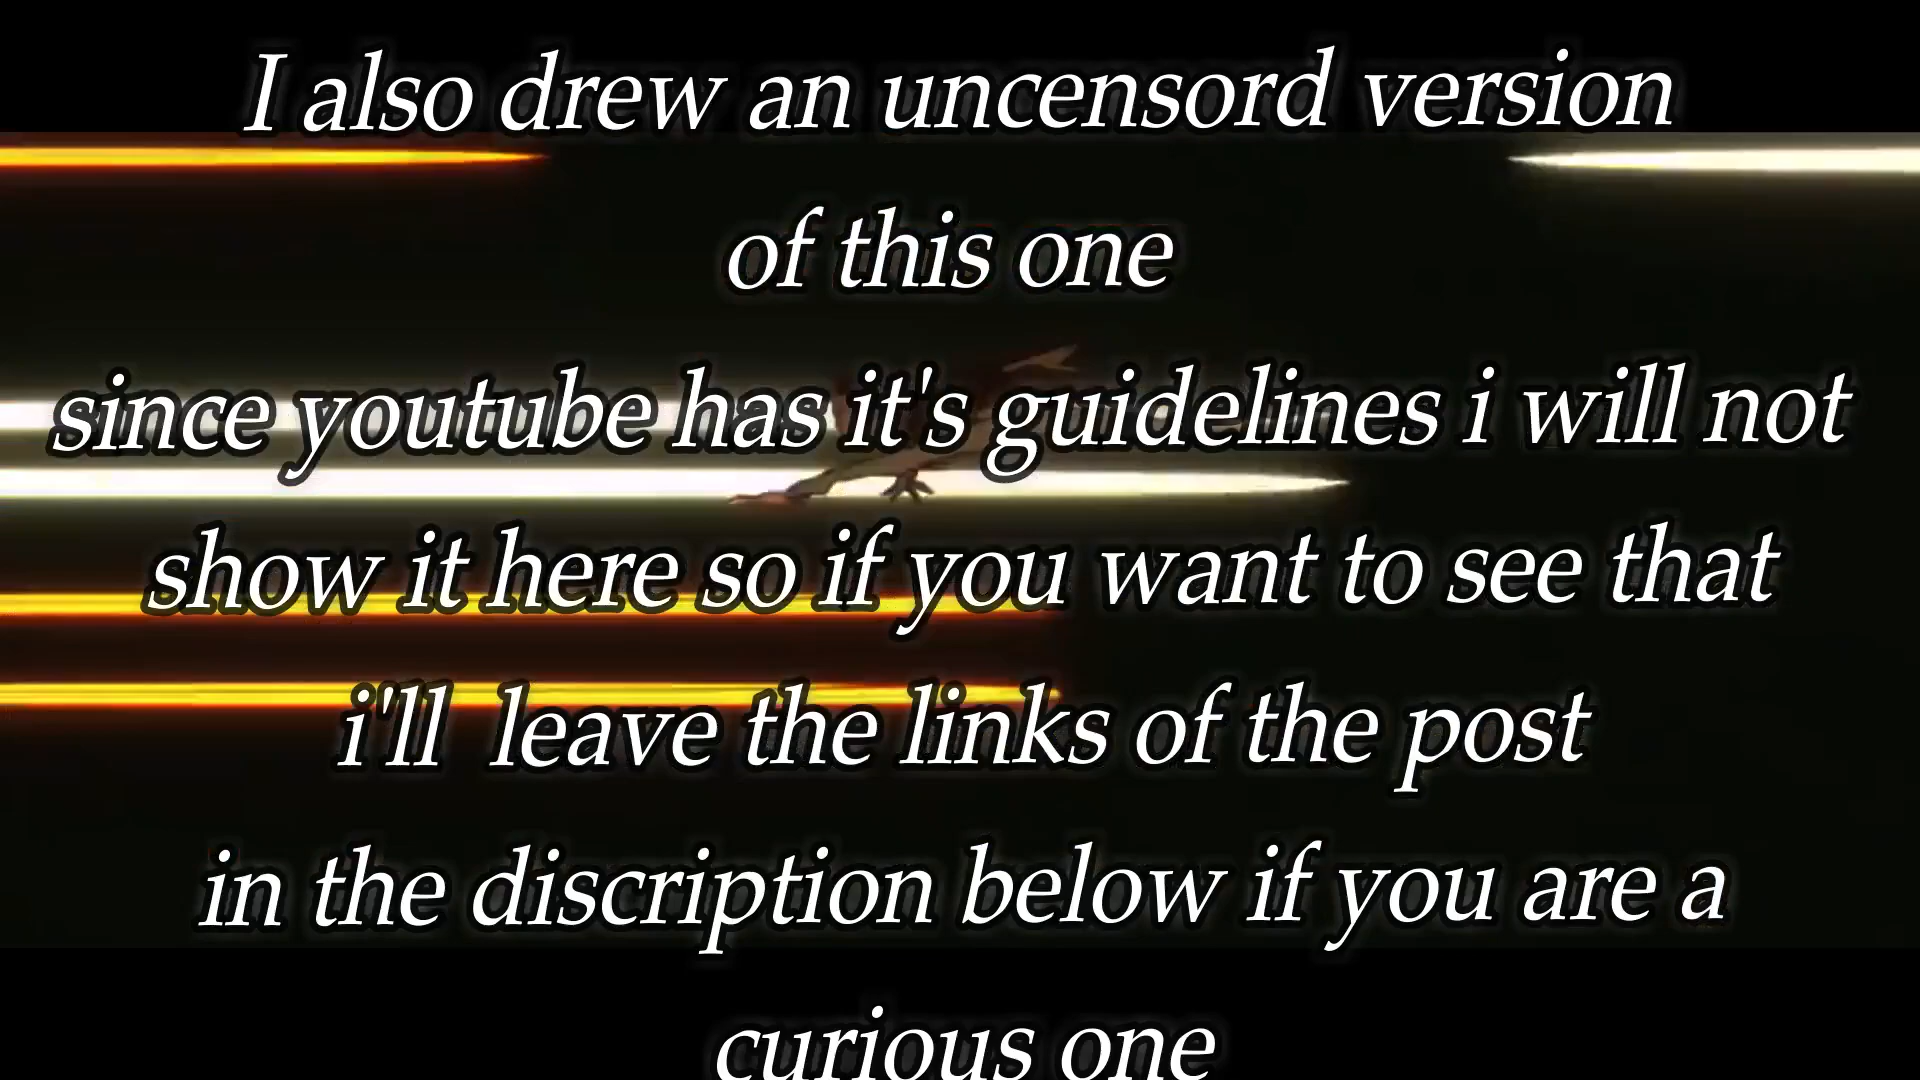 I also drew an uncensord version
of this one
since youtube has it's guidelines i will not
show it here so if you want to see that
i'll  leave the links of the post
in the discription below if you are a
curious one